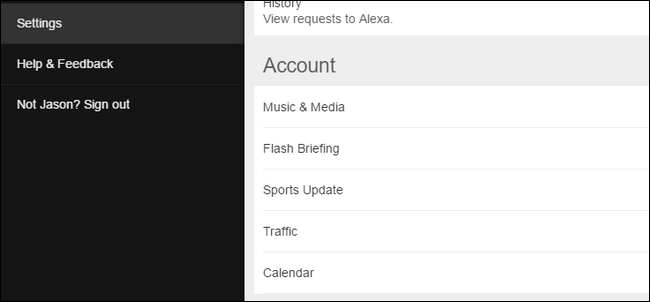 Settings
Help & Feedback
Not Jason? Sign out
History
View requests to Alexa.
Account
Music & Media
Flash Briefing
Sports Update
Traffic
Calendar